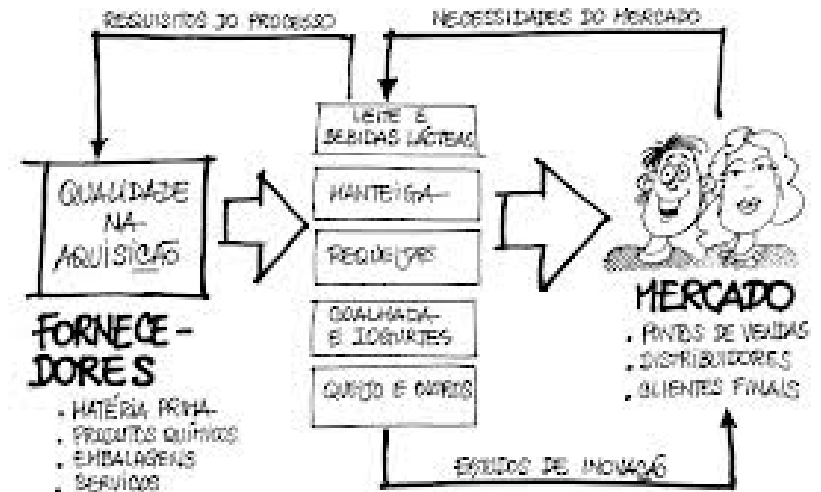 REQUISITOS DO PROCESSO
NECESSIDADES DO MERCADO
LEITE E
BEBIDAS LÁCTEAS
QUALIDADE
NA
AQUISIÇÃO
MANTEIGA
REQUEIJÃO
COALHADA
E IOGURTES
QUEIJO E OUTROS
FORNECE-
DORES
. MATÉRIA PRIMA
. PRODUTOS QUÍMICOS
. EMBALAGENS
. SERVIÇOS
MERCADO
. PONTOS DE VENDAS
. DISTRIBUIDORES
. CLIENTES FINAIS
ESTUDOS DE INOVAÇÃO